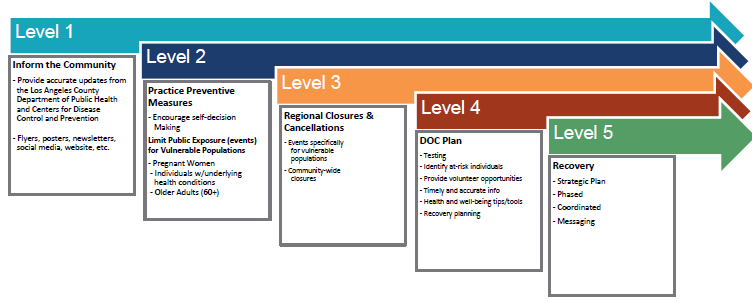 Level 1
Inform the Community
- Provide accurate updates from
the Los Angeles County
Department of Public Health
and Centers for Disease
Control and Prevention
- Flyers, posters, newsletters,
social media, website, etc.
Level 2
Practice Preventive
Measures
- Encourage self-decision
Making
Limit Public Exposure (events)
for Vulnerable Populations
- Pregnant Women
- Individuals w/underlying
health conditions
- Older Adults (60+)
Level 3
Regional Closures &
Cancellations
- Events specifically
for vulnerable
populations
- Community-wide
closures
Level 4
DOC Plan
- Testing
- Identify at-risk individuals
- Provide volunteer opportunities
- Timely and accurate info
- Health and well-being tips/tools
- Recovery planning
Level 5
Recovery
- Strategic Plan
- Phased
- Coordinated
- Messaging